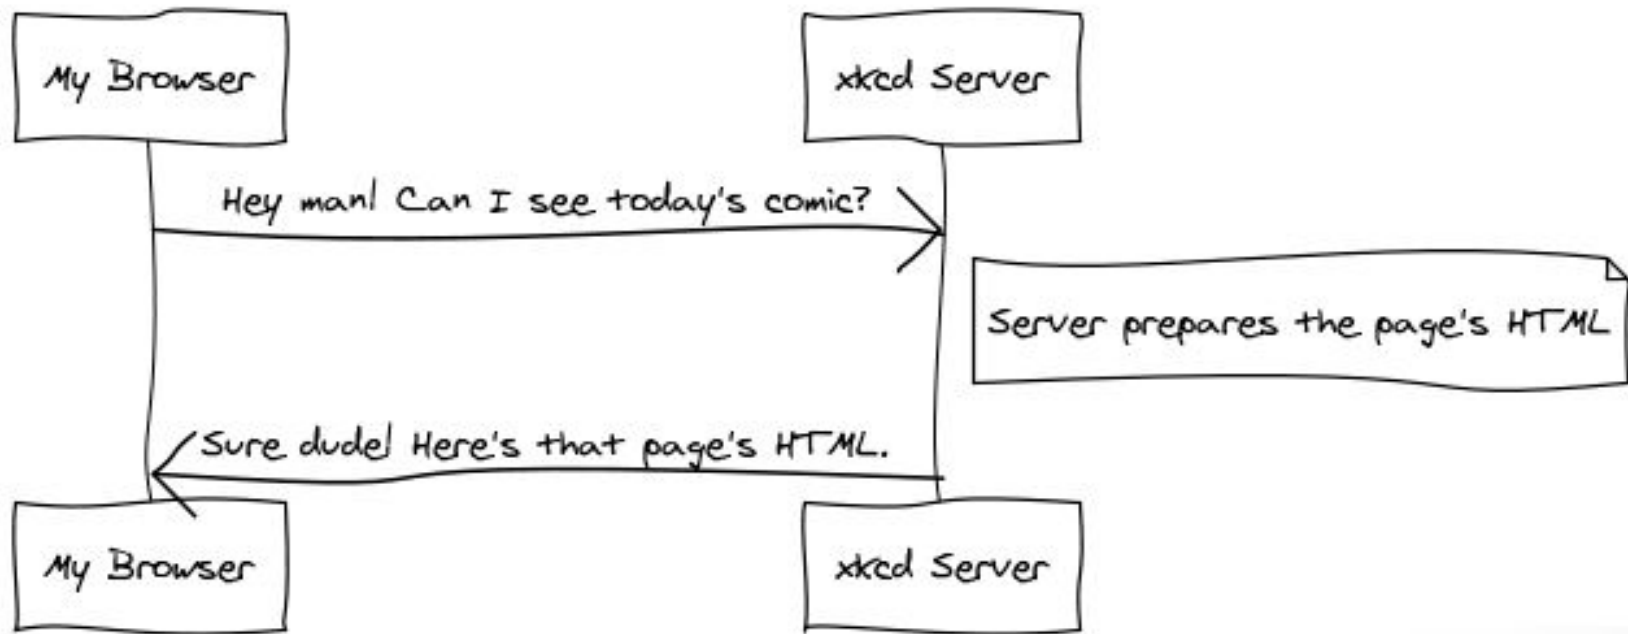 My Browser
xkcd Server
Hey man! Can I see today's comic?
Server prepares the page's HTML
Sure dude! Here's that page's HTML.
My Browser
xkcd Server